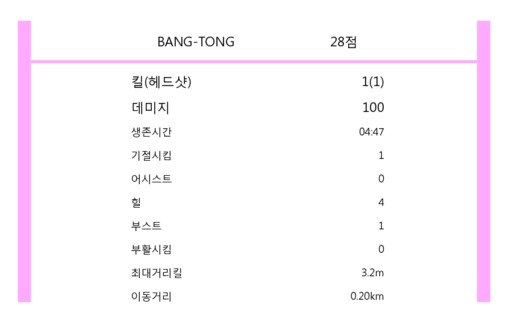 BANG-TONG 28점
킬(헤드샷) 1(1)
데미지 100
생존시간 04:47
기절시킴 1
어시스트 0
힐 4
부스트 1
부활시킴 0
최대거리킬 3.2m
이동거리 0.20km